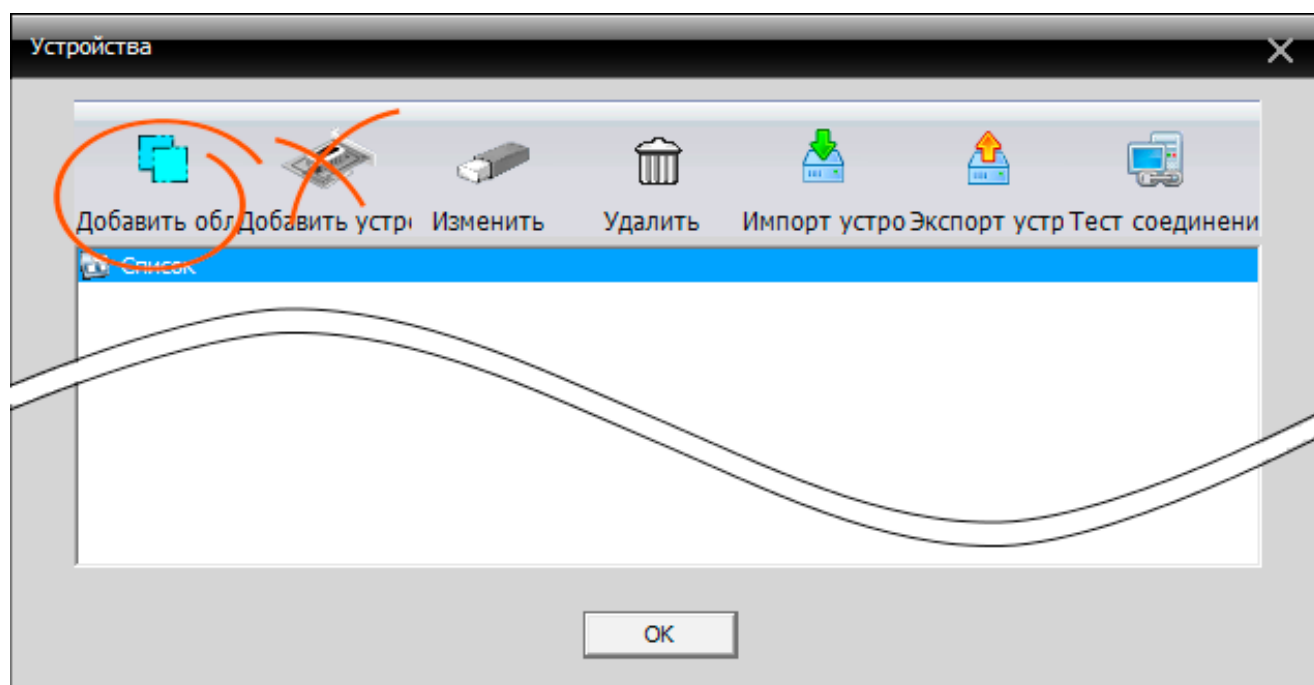 Устройства
Добавить обл Добавить устр Изменить Удалить Импорт устро Экспорт устр Тест соединени
Список
OK